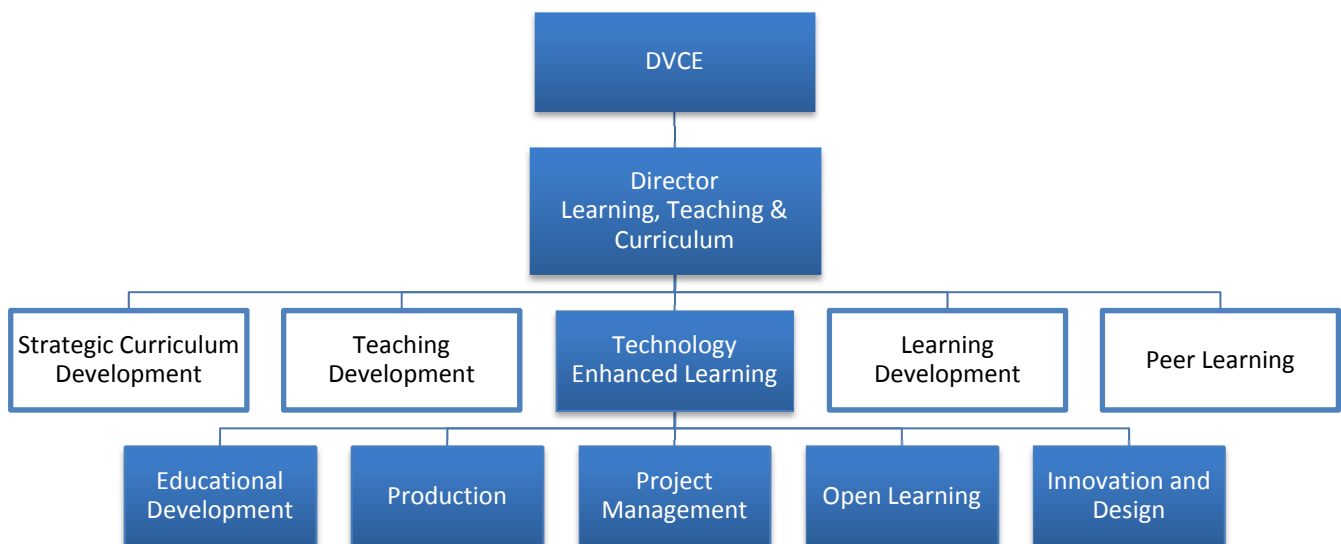 DVCE
Director
Learning, Teaching &
Curriculum
Strategic Curriculum
Development
Teaching
Development
Technology
Enhanced Learning
Learning
Development
Peer Learning
Educational
Development
Production
Project
Management
Open Learning
Innovation and
Design